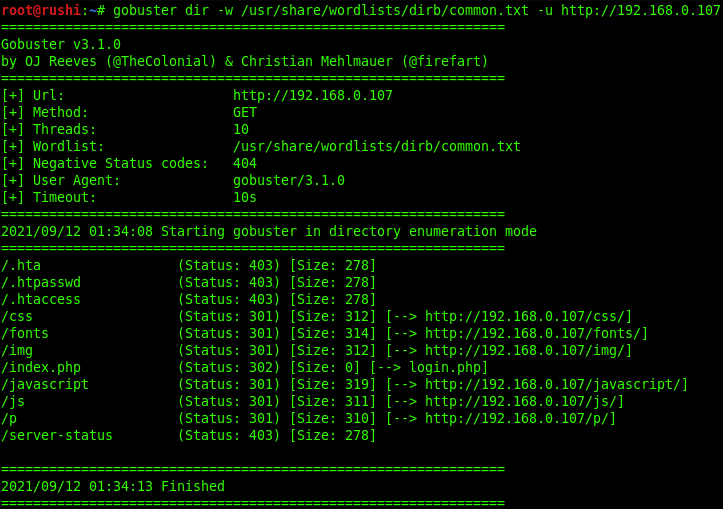 root@rushi:~# gobuster dir -w /usr/share/wordlists/dirb/common.txt -u http://192.168.0.107
===============================================================
Gobuster v3.1.0
by OJ Reeves (@TheColonial) & Christian Mehlmauer (@firefart)
===============================================================
[+] Url:                     http://192.168.0.107
[+] Method:                  GET
[+] Threads:                 10
[+] Wordlist:                /usr/share/wordlists/dirb/common.txt
[+] Negative Status codes:   404
[+] User Agent:              gobuster/3.1.0
[+] Timeout:                 10s
===============================================================
2021/09/12 01:34:08 Starting gobuster in directory enumeration mode
===============================================================
/.hta                 (Status: 403) [Size: 278]
/.htpasswd            (Status: 403) [Size: 278]
/.htaccess            (Status: 403) [Size: 278]
/css                  (Status: 301) [Size: 312] [--> http://192.168.0.107/css/]
/fonts                (Status: 301) [Size: 314] [--> http://192.168.0.107/fonts/]
/img                  (Status: 301) [Size: 312] [--> http://192.168.0.107/img/]
/index.php            (Status: 302) [Size: 0] [--> login.php]
/javascript           (Status: 301) [Size: 319] [--> http://192.168.0.107/javascript/]
/js                   (Status: 301) [Size: 311] [--> http://192.168.0.107/js/]
/p                    (Status: 301) [Size: 310] [--> http://192.168.0.107/p/]
/server-status        (Status: 403) [Size: 278]
===============================================================
2021/09/12 01:34:13 Finished
===============================================================